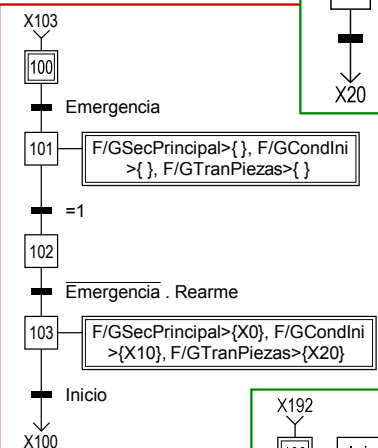 X103
100
Emergencia
101
F/GSecPrincipal>{ }, F/GCondIni
>{ }, F/GTranPiezas>{ }
=1
102
Emergencia . Rearme
103
F/GSecPrincipal>{X0}, F/GCondIni
>{X10}, F/GTranPiezas>{X20}
Inicio
X100
X20
X192